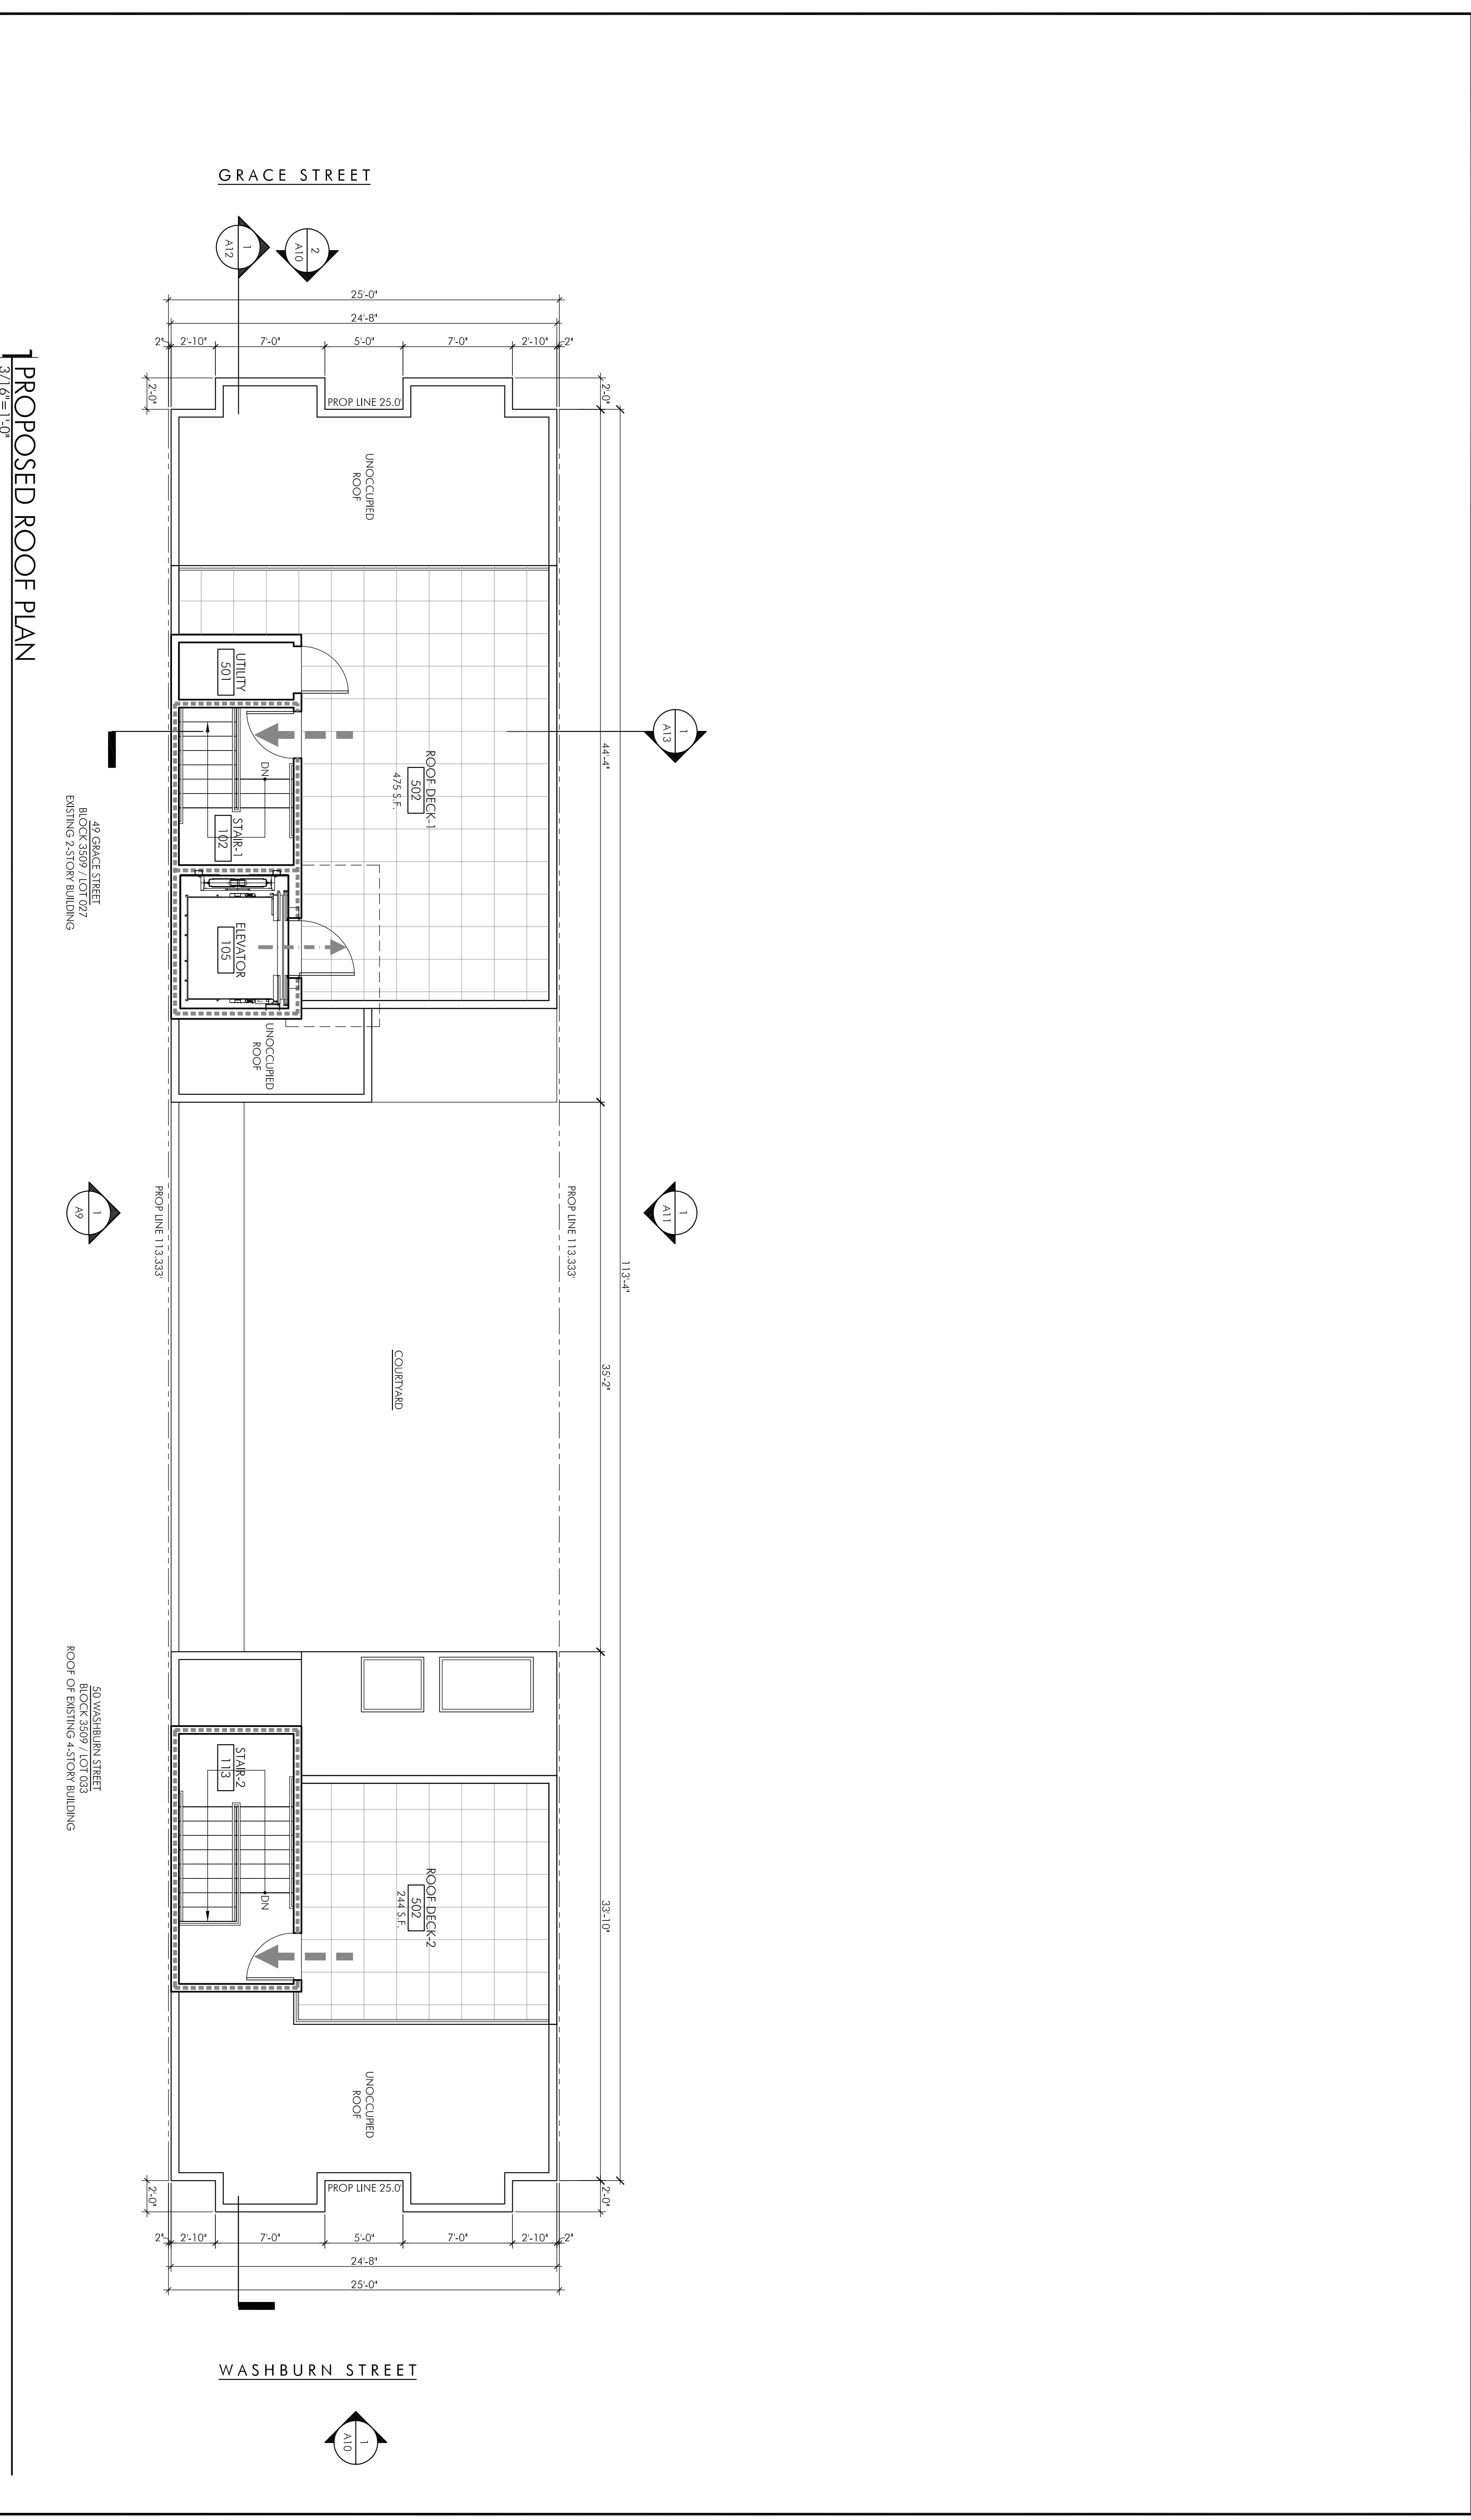 GRACE STREET
1
A12
2
A10
25'-0"
24'-8"
2"
2'-10"
7'-0"
5'-0"
7'-0"
2'-10"
2"
2'-0"
2'-0"
PROP LINE 25.0'
UNOCCUPIED
ROOF
1 PROPOSED ROOF PLAN
3/16"=1'-0"
UTILITY
501
1
A13
44'-4"
ROOF DECK-1
502
475 S.F.
DN
STAIR-1
102
49 GRACE STREET
BLOCK 3509 / LOT 027
EXISTING 2-STORY BUILDING
ELEVATOR
105
UNOCCUPIED
ROOF
1
A9
PROP LINE 113.333'
PROP LINE 113.333'
1
A11
113'-4"
COURTYARD
35'-2"
50 WASHBURN STREET
BLOCK 3509 / LOT 033
ROOF OF EXISTING 4-STORY BUILDING
STAIR-2
113
DN
ROOF DECK-2
502
244 S.F.
33'-10"
UNOCCUPIED
ROOF
PROP LINE 25.0'
2'-0"
2'-0"
2"
2'-10"
7'-0"
5'-0"
7'-0"
2'-10"
2"
24'-8"
25'-0"
WASHBURN STREET
1
A10